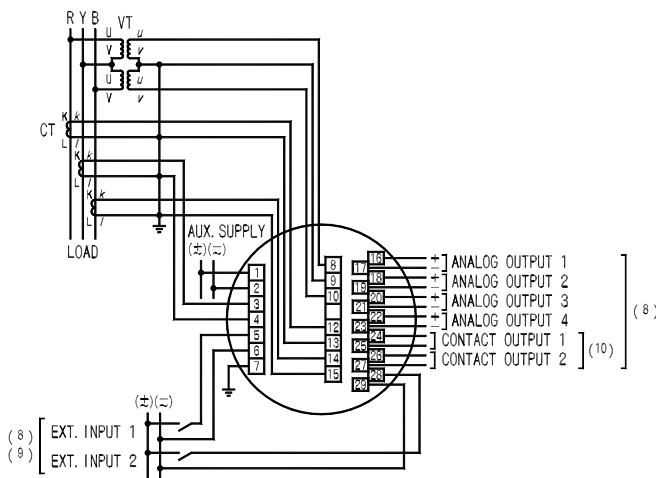 R Y B VT
u u
V v
u u
V v
K k
CT
L l
K k
L l
K k
L l
LOAD
AUX. SUPPLY
(±)(≂)
1
2
3
4
5
6
7
8
9
10
12
13
14
15
16
17
18
19
20
21
22
23
24
25
26
27
28
29
+ ANALOG OUTPUT 1
-
+ ANALOG OUTPUT 2
-
+ ANALOG OUTPUT 3
-
+ ANALOG OUTPUT 4
-
CONTACT OUTPUT 1
CONTACT OUTPUT 2
(10)
(8)
(±)(≂)
(8)
(9)
EXT. INPUT 1
EXT. INPUT 2